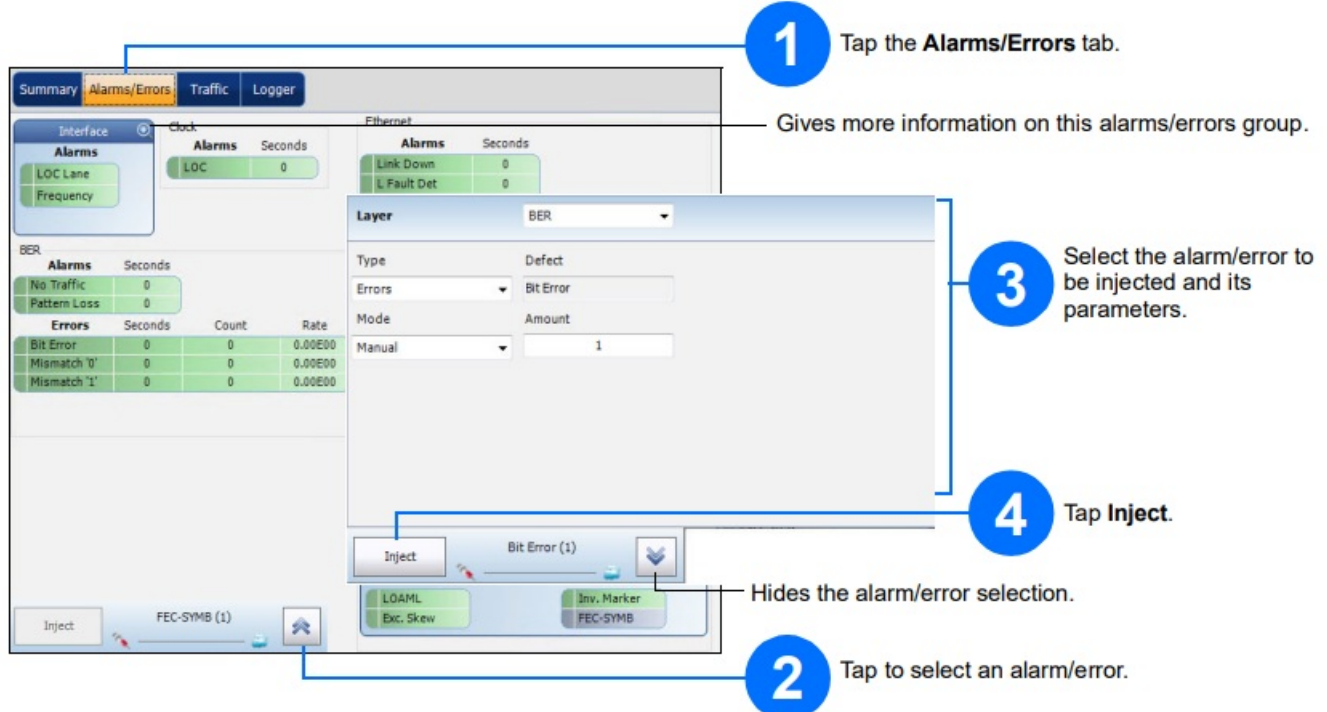 1
Tap the Alarms/Errors tab.
Summary Alarms/Errors Traffic Logger
Gives more information on this alarms/errors group.
Interface
Alarms
LOC Lane
Frequency
Clock
Alarms Seconds
LOC 0
Ethernet
Alarms Seconds
Link Down 0
L Fault Det 0
BER
Alarms Seconds
No Traffic 0
Pattern Loss 0
Errors Seconds Count Rate
Bit Error 0 0 0.00E00
Mismatch '0' 0 0 0.00E00
Mismatch '1' 0 0 0.00E00
Layer BER
Type Defect
Errors Bit Error
Mode Amount
Manual 1
3
Select the alarm/error to
be injected and its
parameters.
4
Tap Inject.
Inject Bit Error (1)
Hides the alarm/error selection.
LOAML Inv. Marker
Exc. Skew FEC-SYMB
Inject FEC-SYMB (1)
2
Tap to select an alarm/error.